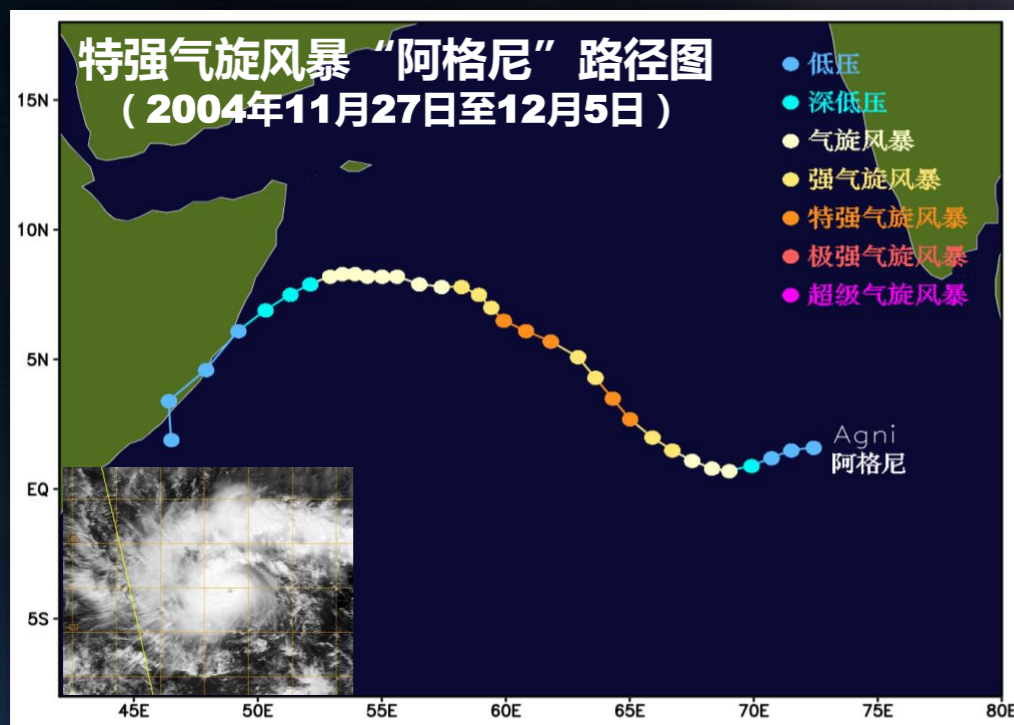 特强气旋风暴“阿格尼”路径图
（2004年11月27日至12月5日）
低压
深低压
气旋风暴
强气旋风暴
特强气旋风暴
极强气旋风暴
超级气旋风暴
15N
10N
5N
EQ
5S
Agni
阿格尼
45E
50E
55E
60E
65E
70E
75E
80E